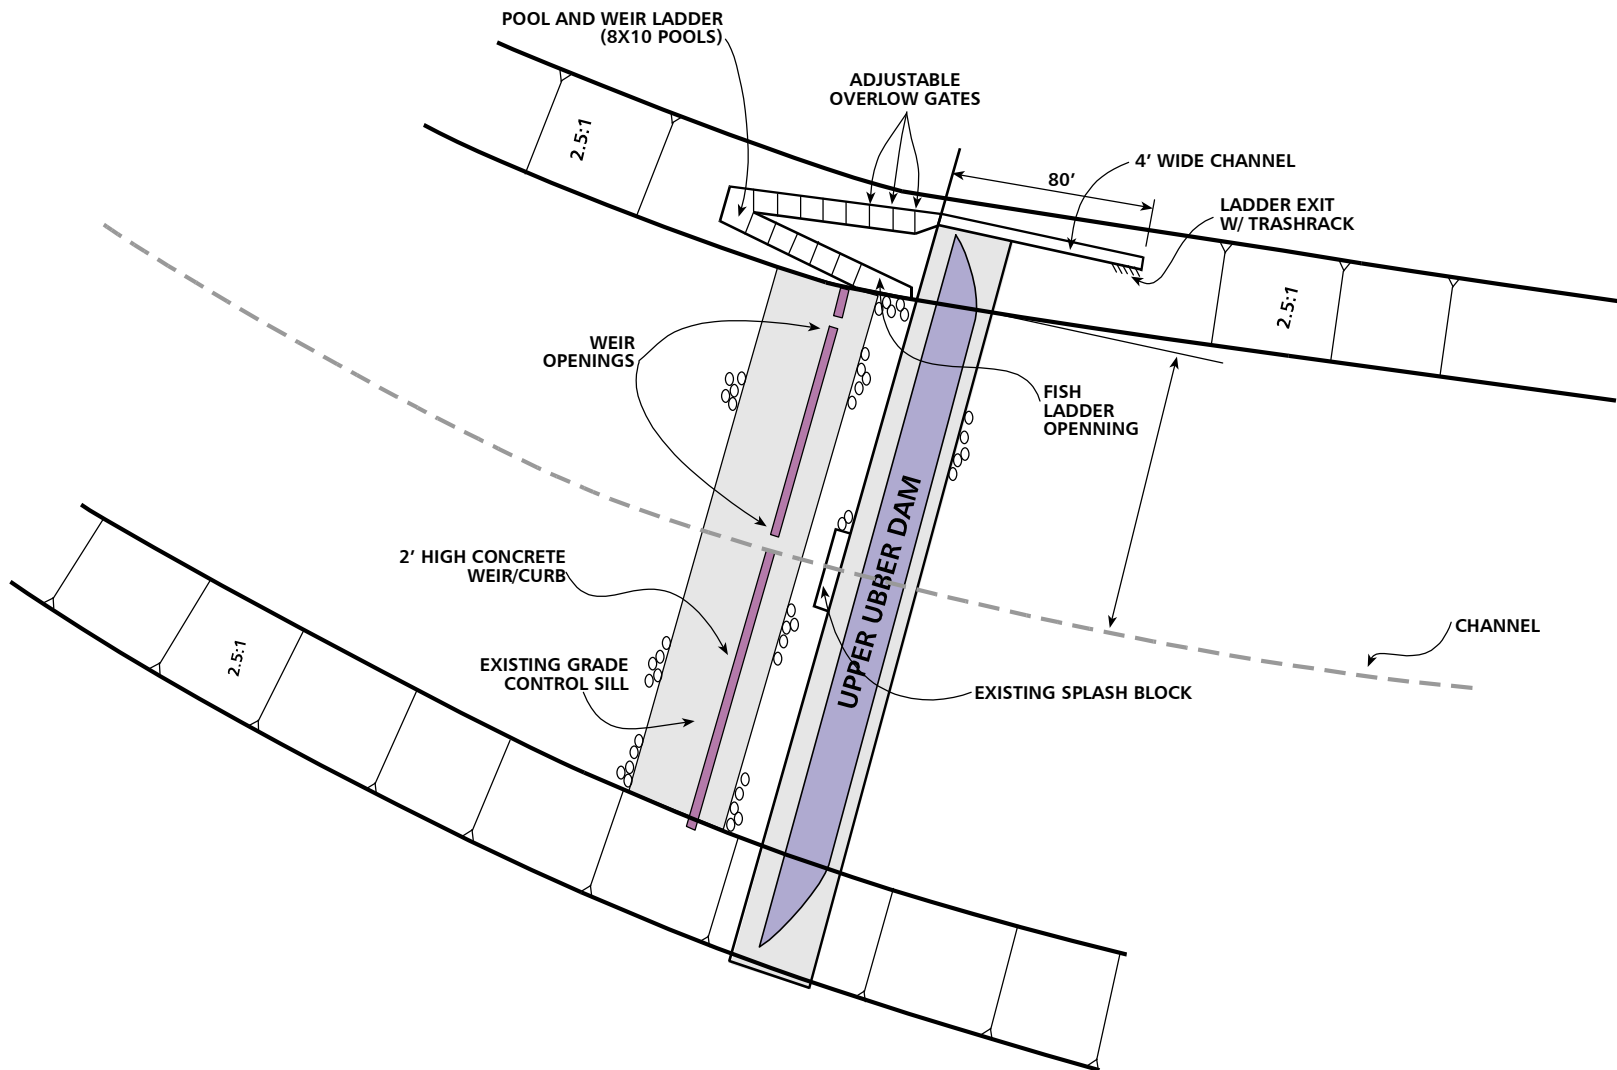 POOL AND WEIR LADDER
(8X10 POOLS)
ADJUSTABLE
OVERLOW GATES
2.5:1
80’
4’ WIDE CHANNEL
LADDER EXIT
W/ TRASHRACK
2.5:1
WEIR
OPENINGS
FISH
LADDER
OPENNING
2’ HIGH CONCRETE
WEIR/CURB
UPPER UBBER DAM
CHANNEL
2.5:1
EXISTING GRADE
CONTROL SILL
EXISTING SPLASH BLOCK